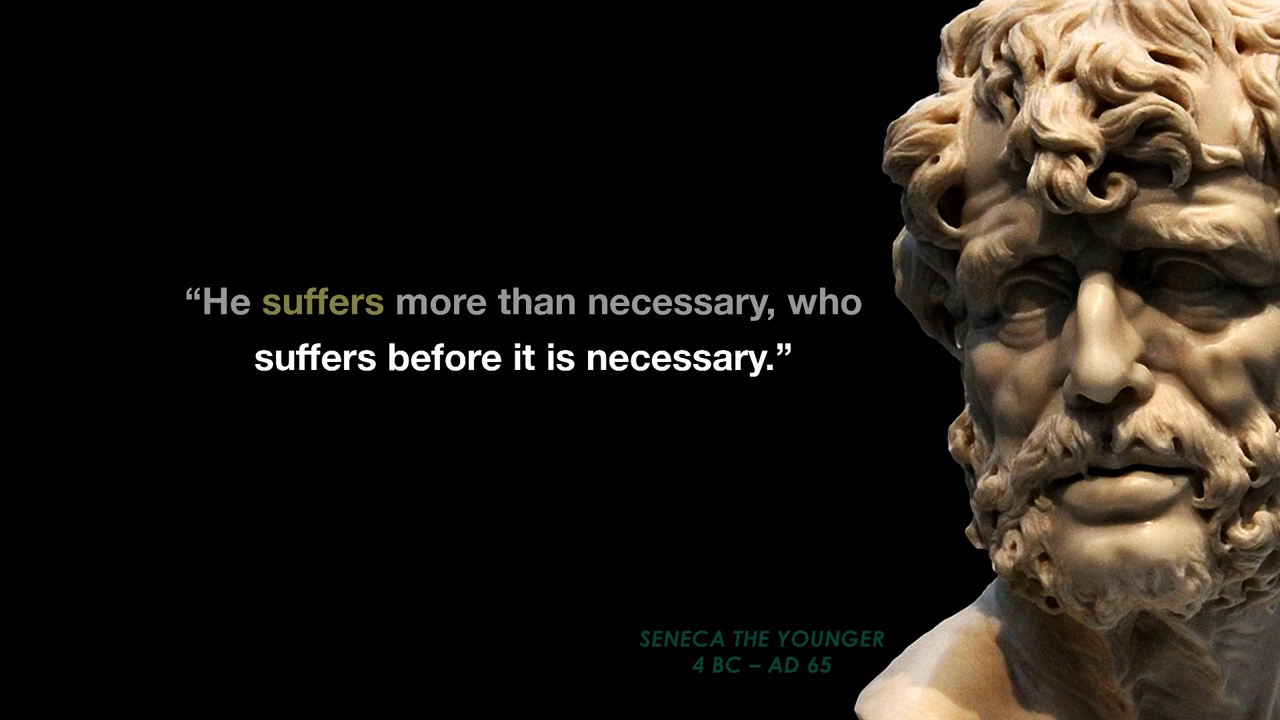 “He suffers more than necessary, who
suffers before it is necessary.”
SENECA THE YOUNGER
4 BC – AD 65